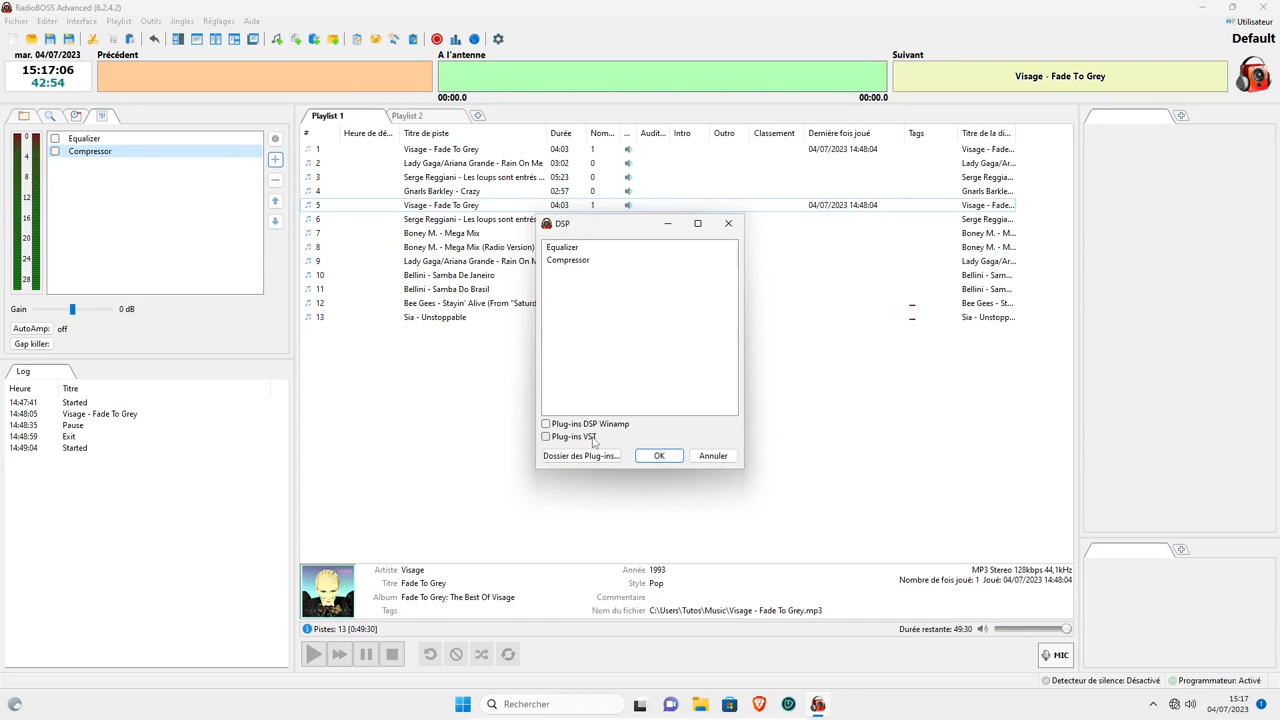 RadioBOSS Advanced (6.2.4.2)
Fichier Editer Interface Playlist Outils Jingles Réglages Aide
Utilisateur
Default
mar. 04/07/2023
15:17:06
42:54
Précédent
A l'antenne
00:00.0 00:00.0
Suivant
Visage - Fade To Grey
0
4
8
12
16
20
24
28
Equalizer
Compressor
Gain 0 dB
AutoAmp: off
Gap killer:
Log
Heure Titre
14:47:41 Started
14:48:05 Visage - Fade To Grey
14:48:35 Pause
14:48:59 Exit
14:49:04 Started
Playlist 1 Playlist 2
# Heure de dé... Titre de piste Durée Nom... ... Audit... Intro Outro Classement Dernière fois joué Tags Titre de la di...
1 Visage - Fade To Grey 04:03 1 04/07/2023 14:48:04 Visage - Fade...
2 Lady Gaga/Ariana Grande - Rain On Me 03:02 0 Lady Gaga/Ar...
3 Serge Reggiani - Les loups sont entrés ... 05:23 0 Serge Reggia...
4 Gnarls Barkley - Crazy 02:57 0 Gnarls Barkle...
5 Visage - Fade To Grey 04:03 1 04/07/2023 14:48:04 Visage - Fade...
6 Serge Reggiani - Les loups sont entrés Serge Reggia...
7 Boney M. - Mega Mix Boney M. - M...
8 Boney M. - Mega Mix (Radio Version) Boney M. - M...
9 Lady Gaga/Ariana Grande - Rain On M Lady Gaga/Ar...
10 Bellini - Samba De Janeiro Bellini - Sam...
11 Bellini - Samba Do Brasil Bellini - Sam...
12 Bee Gees - Stayin' Alive (From "Saturd Bee Gees - St...
13 Sia - Unstoppable Sia - Unstopp...
DSP
Equalizer
Compressor
Plug-ins DSP Winamp
Plug-ins VST
Dossier des Plug-ins... OK Annuler
Artiste Visage Année 1993
Titre Fade To Grey Style Pop
Album Fade To Grey: The Best Of Visage Commentaire
Tags Nom du fichier C:\Users\Tutos\Music\Visage - Fade To Grey.mp3
MP3 Stereo 128kbps 44,1kHz
Nombre de fois joué: 1 Joué: 04/07/2023 14:48:04
Pistes: 13 [0:49:30] Durée restante: 49:30
MIC
Detecteur de silence: Désactivé Programmeur: Activé
Rechercher
15:17
04/07/2023
1